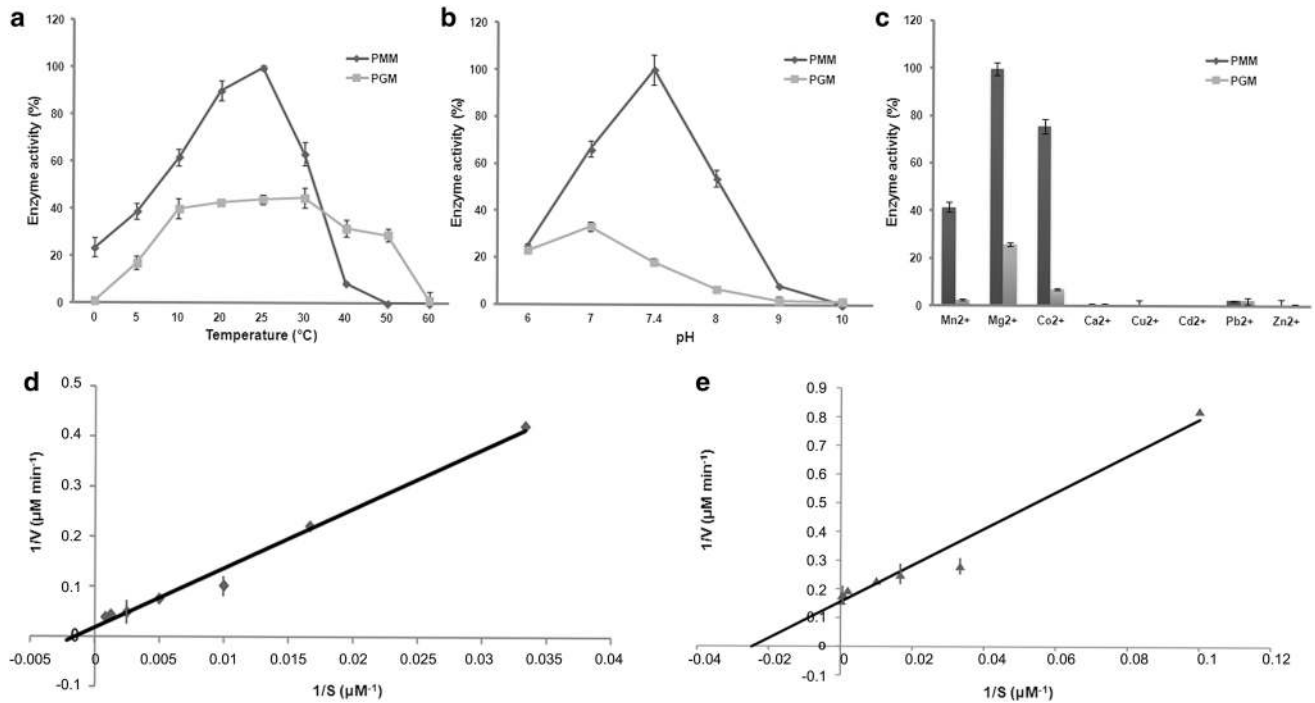 a
120
100
80
60
40
20
0
Enzyme activity (%)
PMM
PGM
0 5 10 20 25 30 40 50 60
Temperature (°C)
b
120
100
80
60
40
20
0
Enzyme activity (%)
PMM
PGM
6 7 7.4 8 9 10
pH
c
120
100
80
60
40
20
0
Enzyme activity (%)
PMM
PGM
Mn2+ Mg2+ Co2+ Ca2+ Cu2+ Cd2+ Pb2+ Zn2+
d
0.5
0.4
0.3
0.2
0.1
0
-0.1
1/V (µM min-1)
-0.005 0 0.005 0.01 0.015 0.02 0.025 0.03 0.035 0.04
1/S (µM-1)
e
0.9
0.8
0.7
0.6
0.5
0.4
0.3
0.2
0.1
0
-0.1
1/V (µM min-1)
-0.04 -0.02 0 0.02 0.04 0.06 0.08 0.1 0.12
1/S (µM-1)